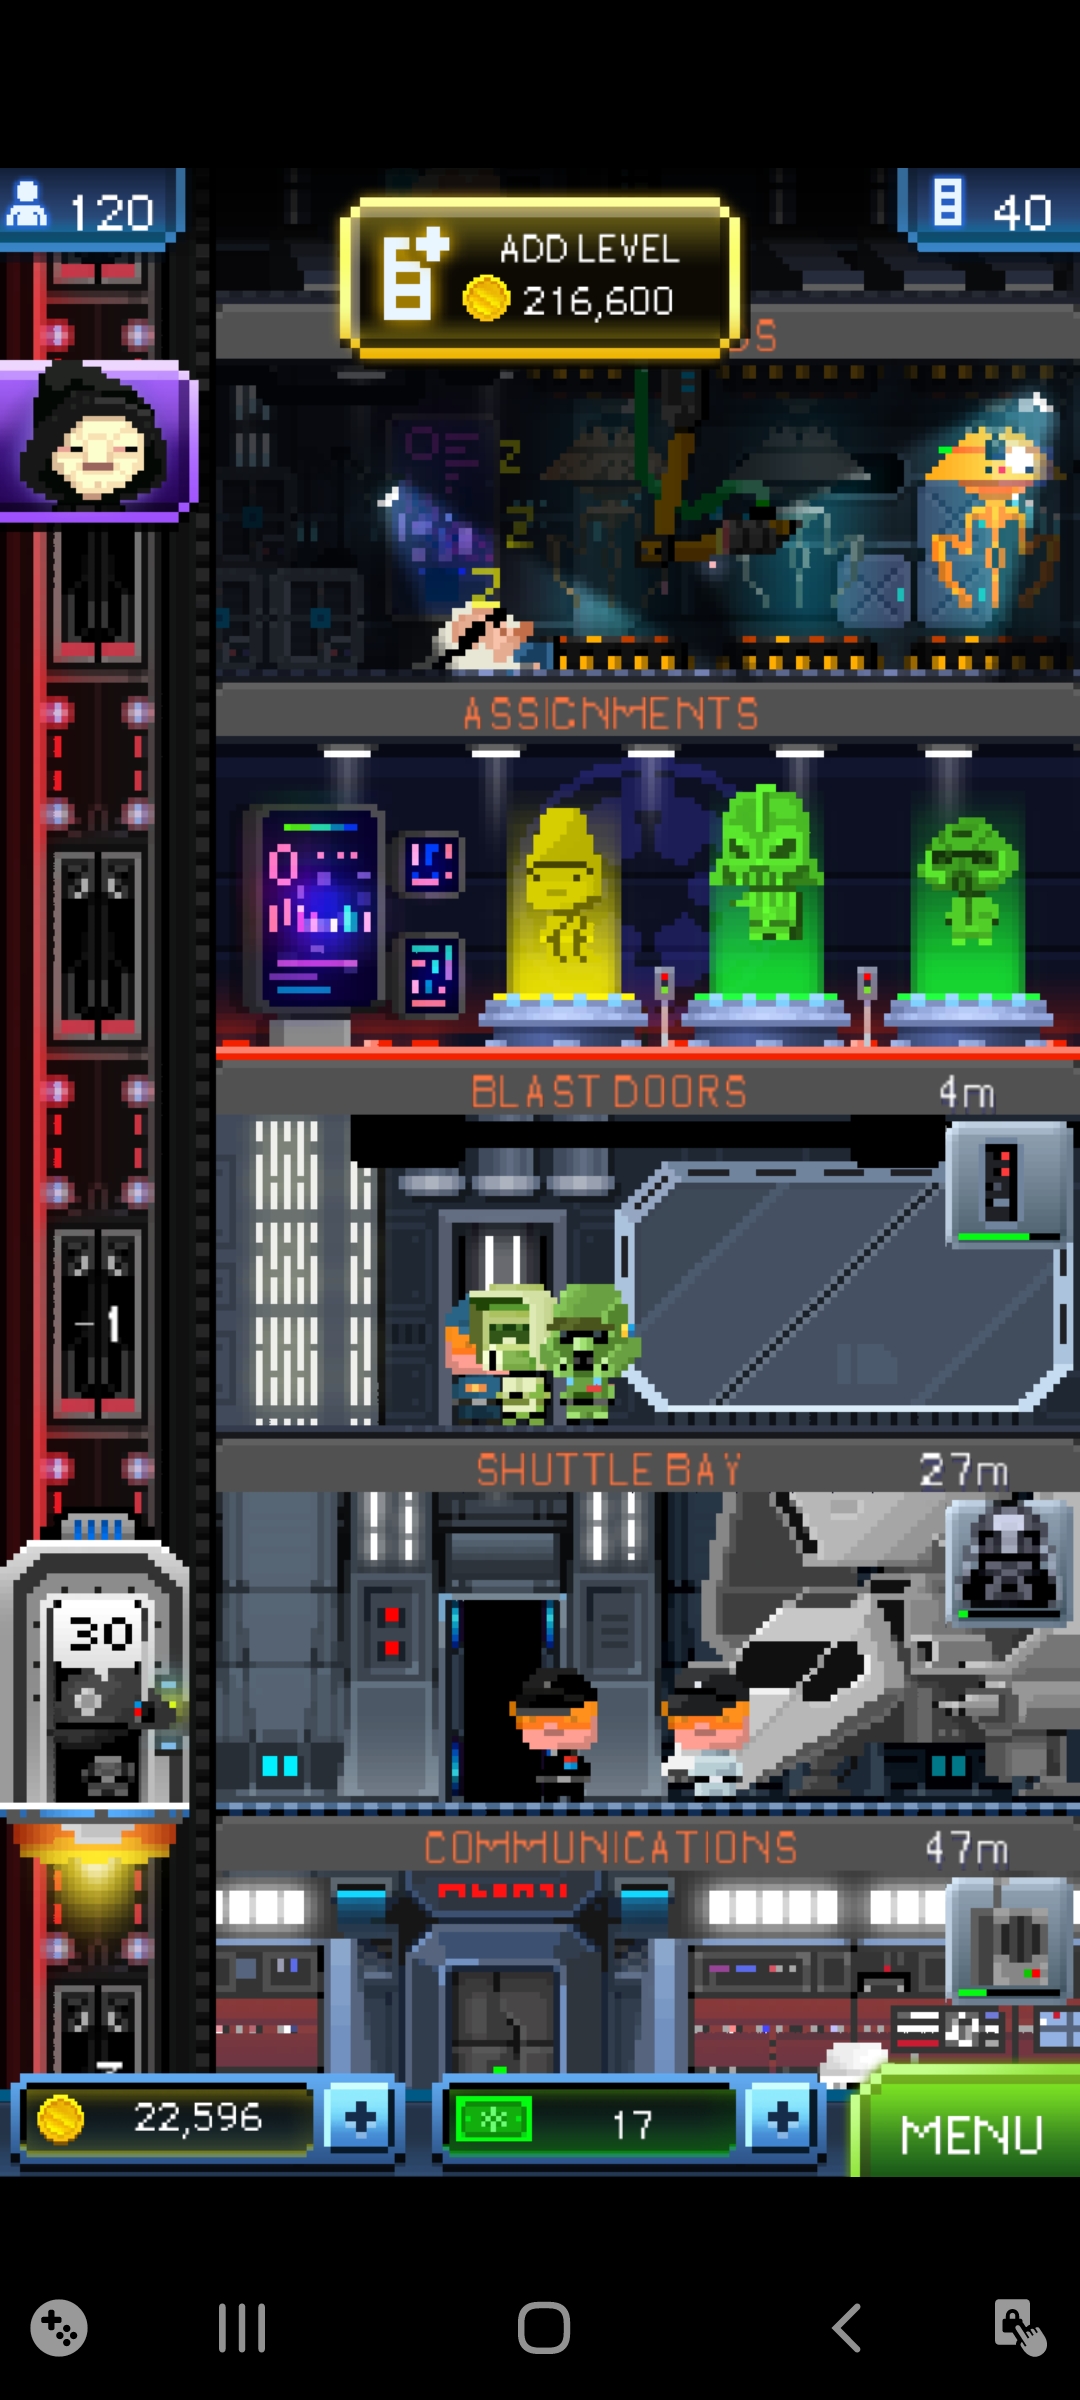 120
ADD LEVEL
216,600
40
Z
Z
Z
ASSIGNMENTS
BLAST DOORS 4m
-1
SHUTTLE BAY 27m
30
COMMUNICATIONS 47m
22,596 +
17 +
MENU